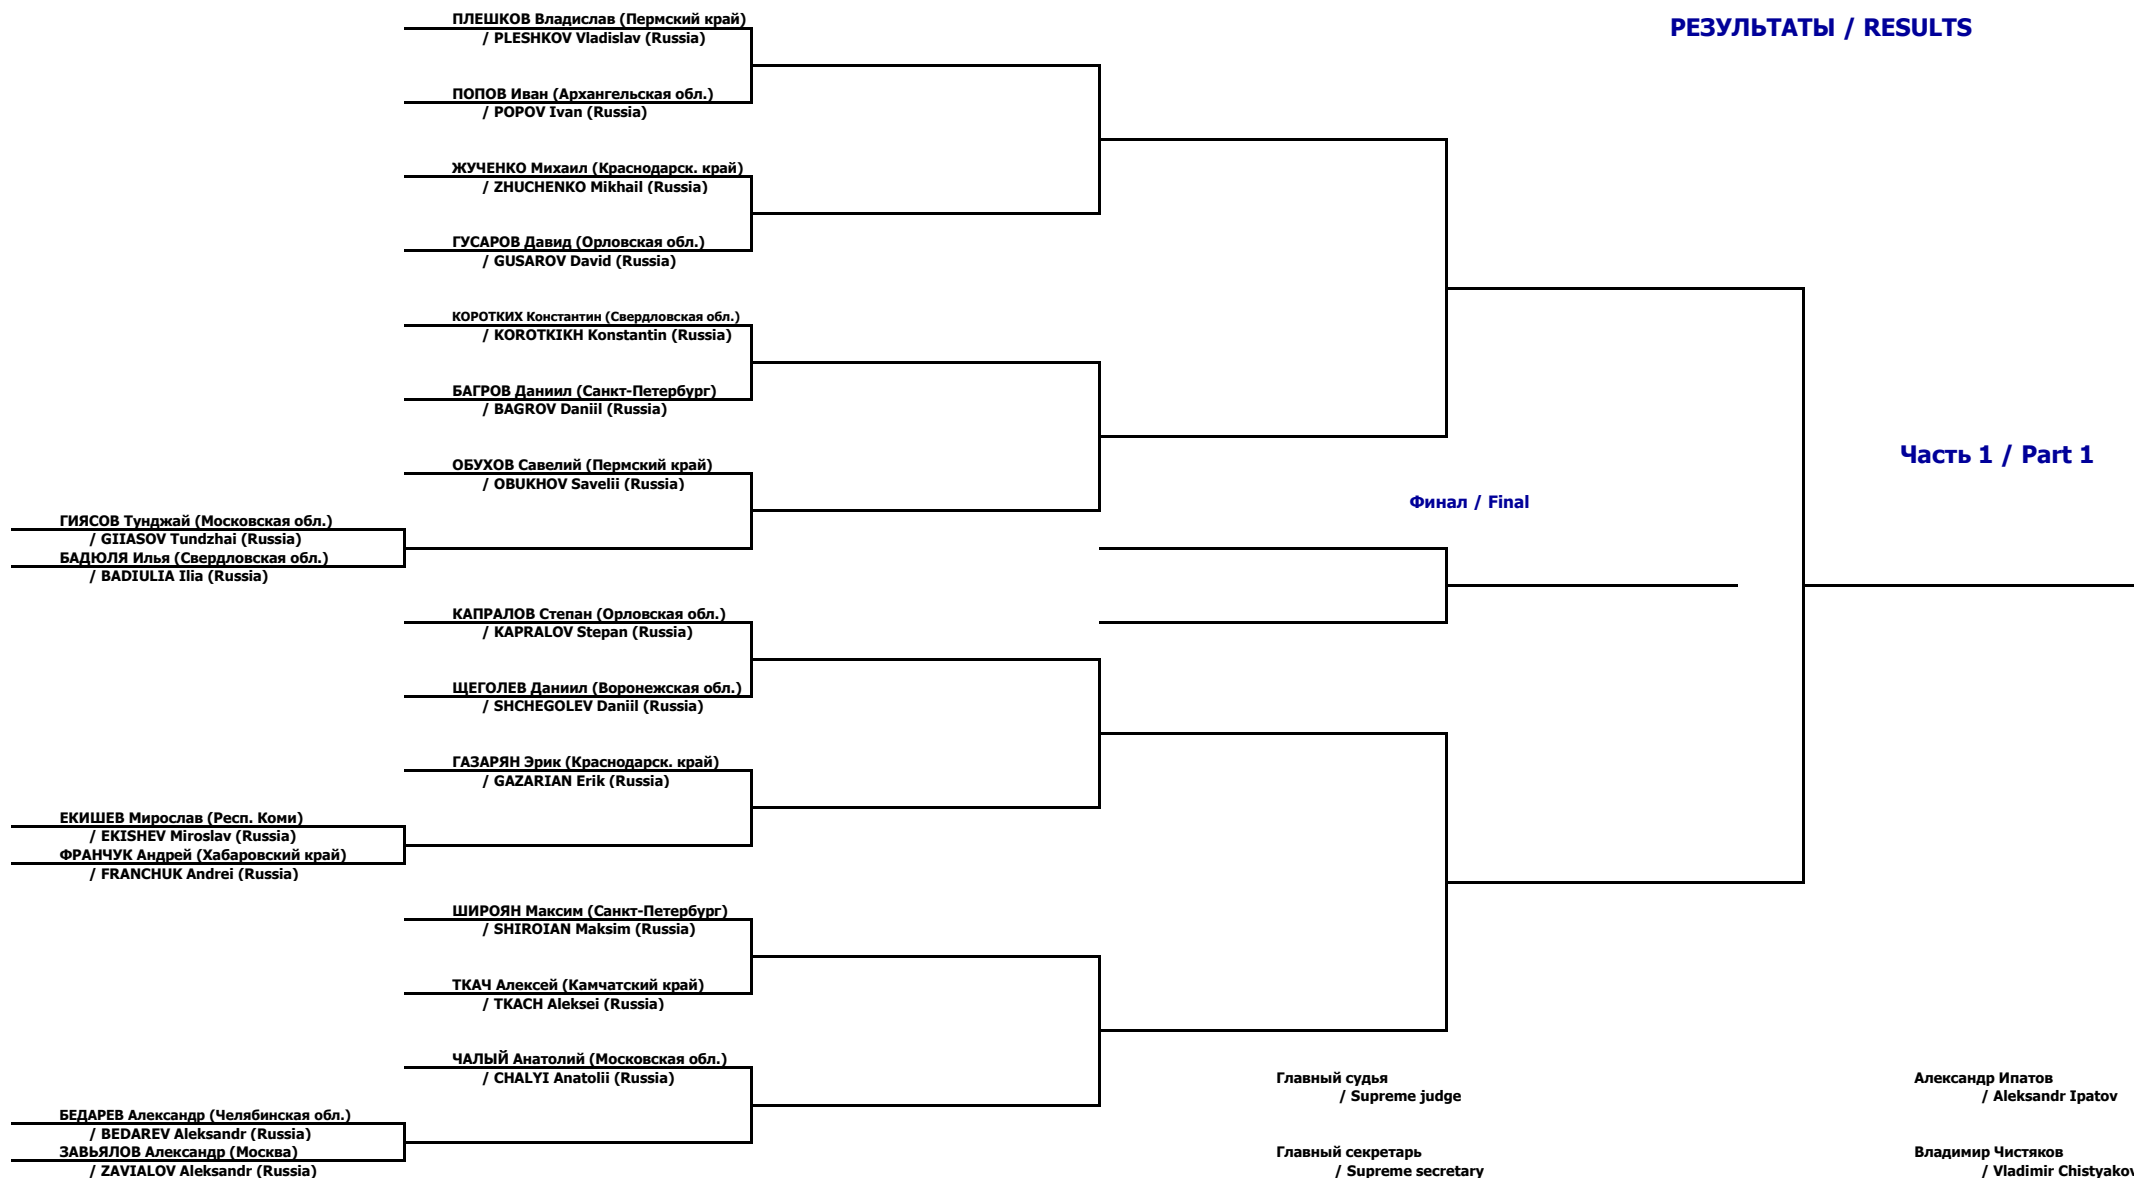 ПЛЕШКОВ Владислав (Пермский край)
/ PLESHKOV Vladislav (Russia)
РЕЗУЛЬТАТЫ / RESULTS
ПОПОВ Иван (Архангельская обл.)
/ POPOV Ivan (Russia)
ЖУЧЕНКО Михаил (Краснодарск. край)
/ ZHUCHENKO Mikhail (Russia)
ГУСАРОВ Давид (Орловская обл.)
/ GUSAROV David (Russia)
КОРОТКИХ Константин (Свердловская обл.)
/ KOROTKIKH Konstantin (Russia)
БАГРОВ Даниил (Санкт-Петербург)
/ BAGROV Daniil (Russia)
Часть 1 / Part 1
ОБУХОВ Савелий (Пермский край)
/ OBUKHOV Savelii (Russia)
Финал / Final
ГИЯСОВ Тунджай (Московская обл.)
/ GIIASOV Tundzhai (Russia)
БАДЮЛЯ Илья (Свердловская обл.)
/ BADIULIA Ilia (Russia)
КАПРАЛОВ Степан (Орловская обл.)
/ KAPRALOV Stepan (Russia)
ЩЕГОЛЕВ Даниил (Воронежская обл.)
/ SHCHEGOLEV Daniil (Russia)
ГАЗАРЯН Эрик (Краснодарск. край)
/ GAZARIAN Erik (Russia)
ЕКИШЕВ Мирослав (Респ. Коми)
/ EKISHEV Miroslav (Russia)
ФРАНЧУК Андрей (Хабаровский край)
/ FRANCHUK Andrei (Russia)
ШИРОЯН Максим (Санкт-Петербург)
/ SHIROIAN Maksim (Russia)
ТКАЧ Алексей (Камчатский край)
/ TKACH Aleksei (Russia)
ЧАЛЫЙ Анатолий (Московская обл.)
/ CHALYI Anatolii (Russia)
Главный судья
/ Supreme judge
Александр Ипатов
/ Aleksandr Ipatov
БЕДАРЕВ Александр (Челябинская обл.)
/ BEDAREV Aleksandr (Russia)
ЗАВЬЯЛОВ Александр (Москва)
/ ZAVIALOV Aleksandr (Russia)
Главный секретарь
/ Supreme secretary
Владимир Чистяков
/ Vladimir Chistyakov